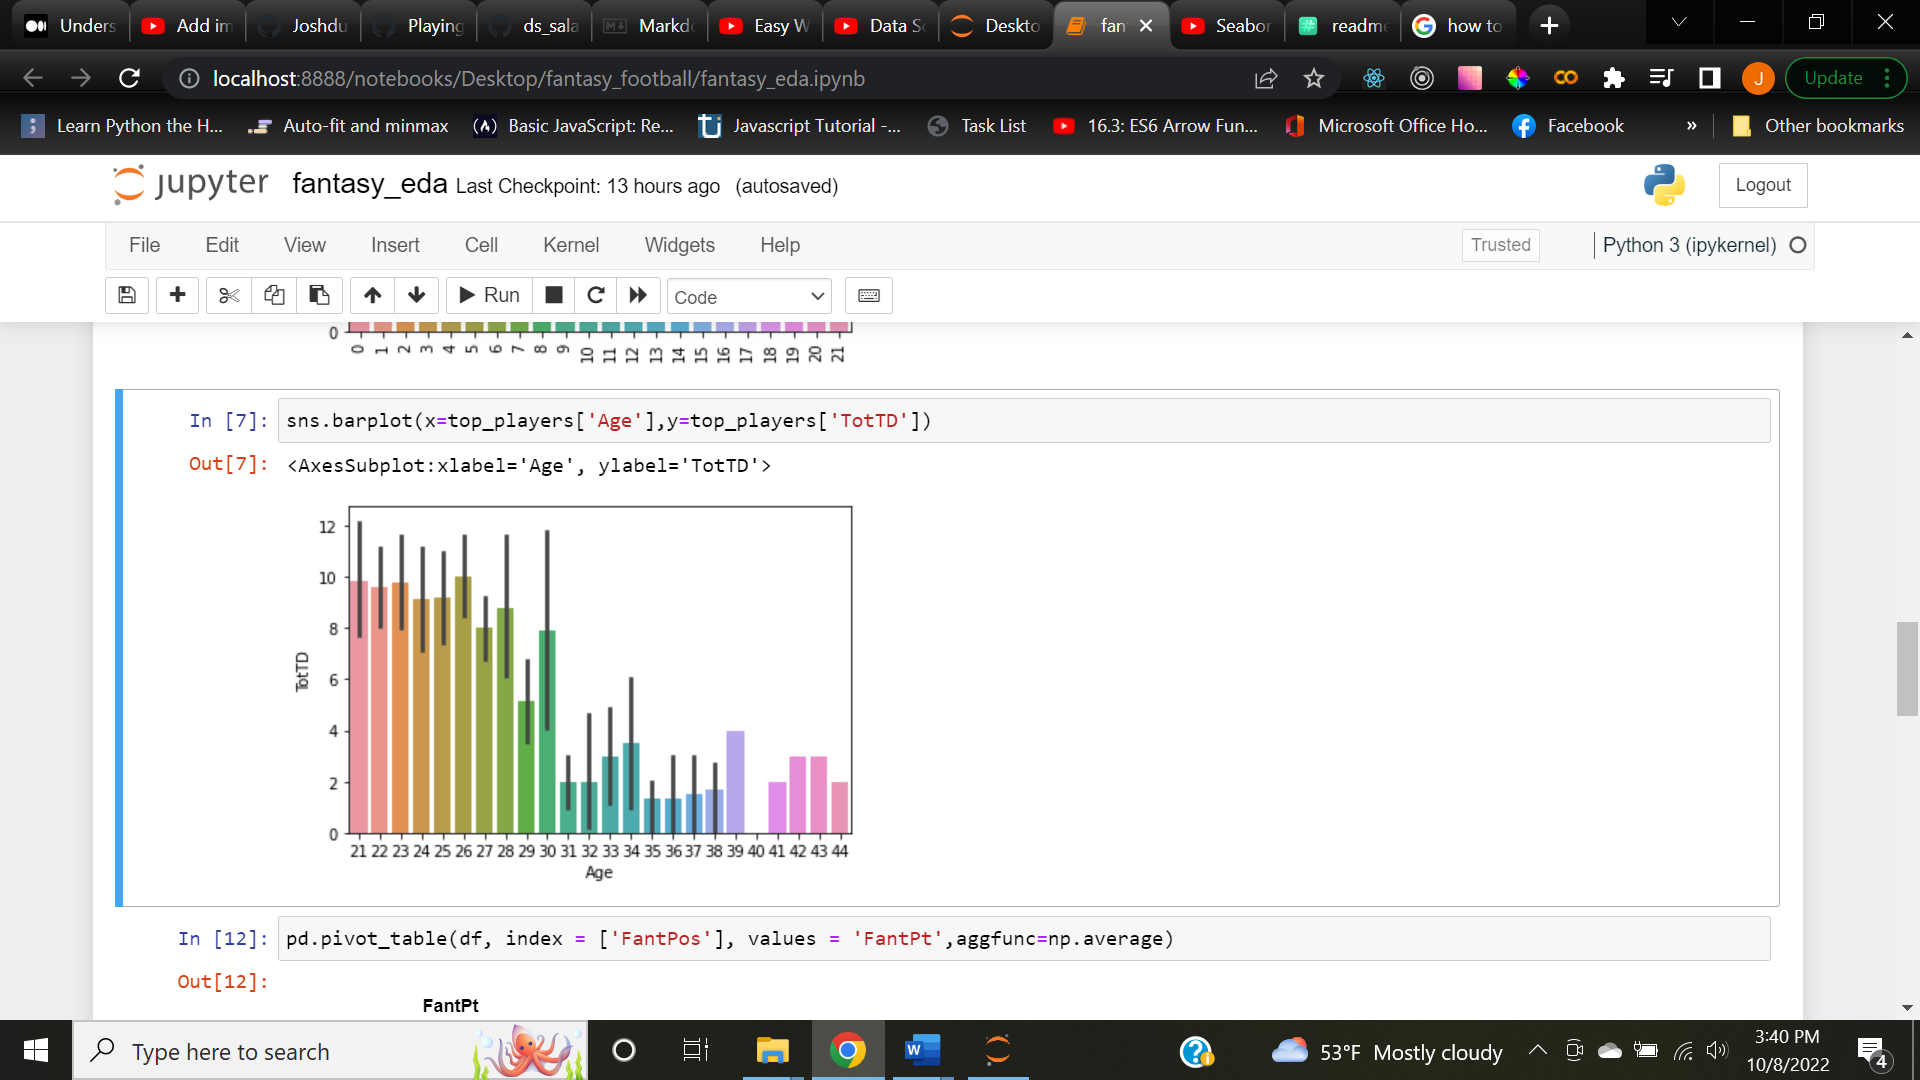 Unders Add im Joshdu Playing ds_sala Markdo Easy W Data S Deskto fan Seabor readme how to
localhost:8888/notebooks/Desktop/fantasy_football/fantasy_eda.ipynb J Update
Learn Python the H... Auto-fit and minmax Basic JavaScript: Re... Javascript Tutorial -... Task List 16.3: ES6 Arrow Fun... Microsoft Office Ho... Facebook » Other bookmarks
jupyter fantasy_eda Last Checkpoint: 13 hours ago (autosaved) Logout
File Edit View Insert Cell Kernel Widgets Help Trusted Python 3 (ipykernel)
Run Code
0
0 1 2 3 4 5 6 7 8 9 10 11 12 13 14 15 16 17 18 19 20 21
In [7]: sns.barplot(x=top_players['Age'],y=top_players['TotTD'])
Out[7]: <AxesSubplot:xlabel='Age', ylabel='TotTD'>
12
10
8
TotTD
6
4
2
0
21 22 23 24 25 26 27 28 29 30 31 32 33 34 35 36 37 38 39 40 41 42 43 44
Age
In [12]: pd.pivot_table(df, index = ['FantPos'], values = 'FantPt',aggfunc=np.average)
Out[12]:
FantPt
Type here to search W 53°F Mostly cloudy 3:40 PM
10/8/2022 4